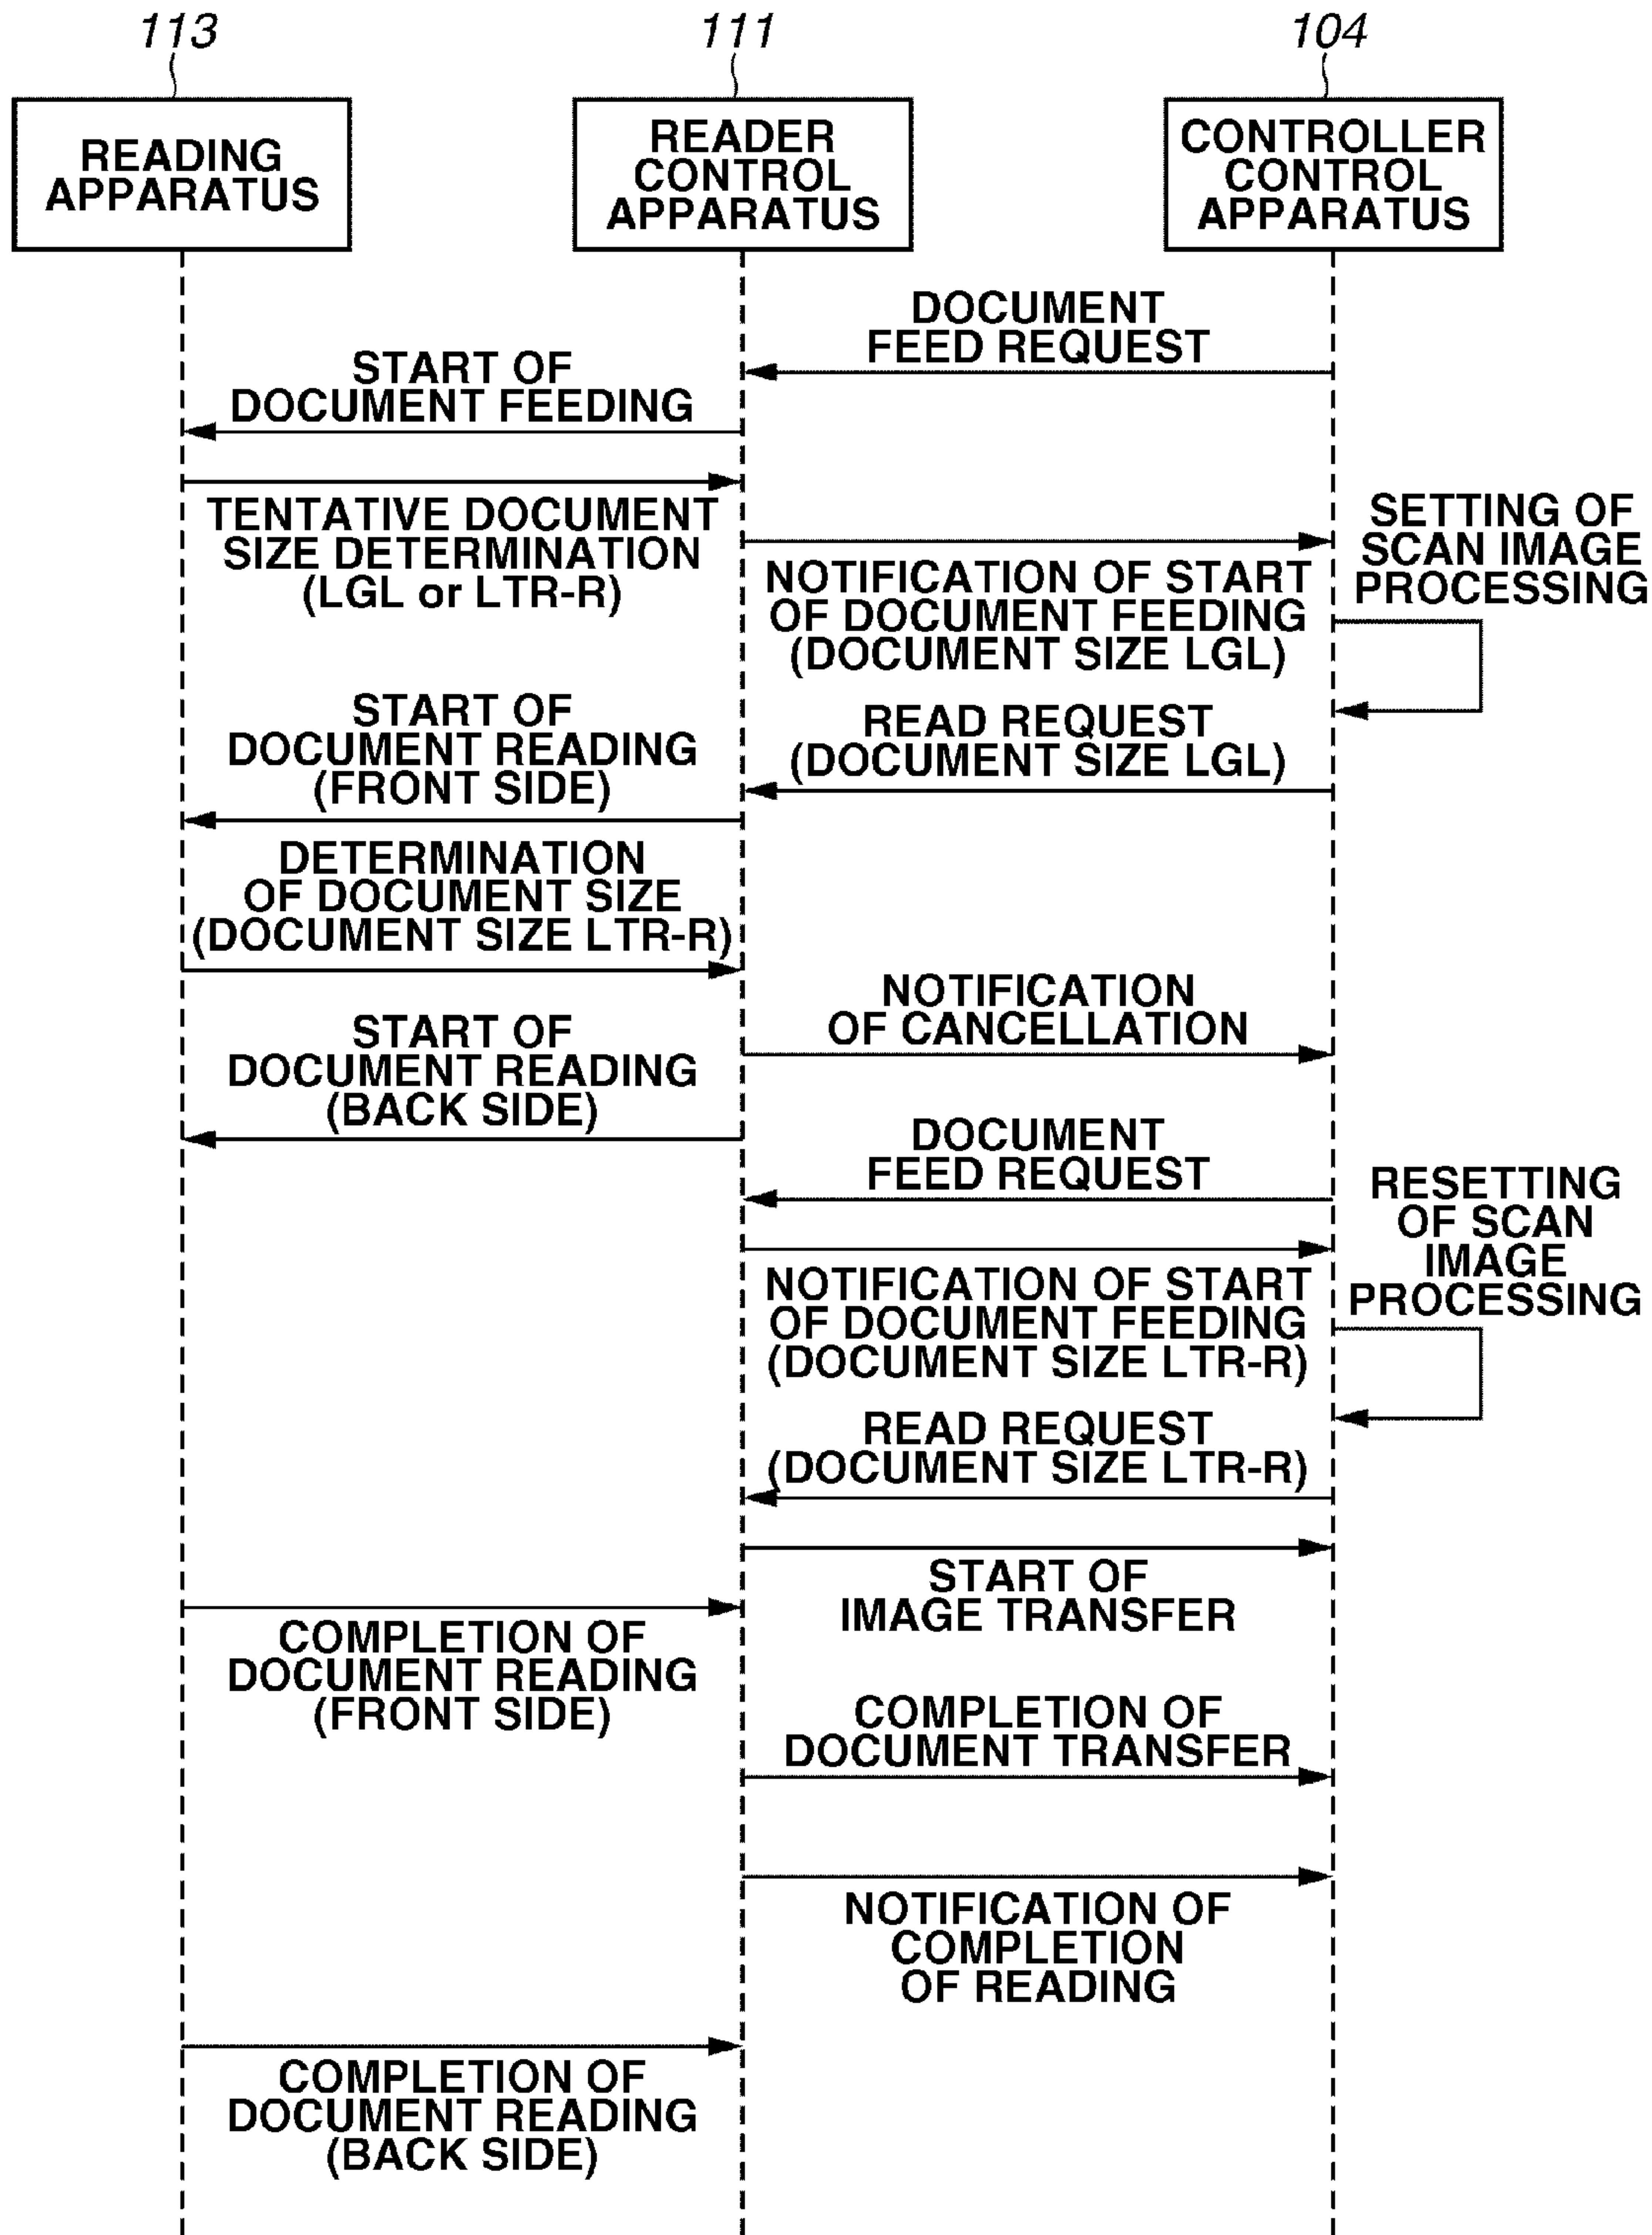 113
111
104
READING
APPARATUS
READER
CONTROL
APPARATUS
CONTROLLER
CONTROL
APPARATUS
DOCUMENT
FEED REQUEST
START OF
DOCUMENT FEEDING
TENTATIVE DOCUMENT
SIZE DETERMINATION
(LGL or LTR-R)
NOTIFICATION OF START
OF DOCUMENT FEEDING
(DOCUMENT SIZE LGL)
SETTING OF
SCAN IMAGE
PROCESSING
READ REQUEST
(DOCUMENT SIZE LGL)
START OF
DOCUMENT READING
(FRONT SIDE)
DETERMINATION
OF DOCUMENT SIZE
(DOCUMENT SIZE LTR-R)
NOTIFICATION
OF CANCELLATION
START OF
DOCUMENT READING
(BACK SIDE)
DOCUMENT
FEED REQUEST
NOTIFICATION OF START
OF DOCUMENT FEEDING
(DOCUMENT SIZE LTR-R)
RESETTING
OF SCAN
IMAGE
PROCESSING
READ REQUEST
(DOCUMENT SIZE LTR-R)
START OF
IMAGE TRANSFER
COMPLETION OF
DOCUMENT READING
(FRONT SIDE)
COMPLETION OF
DOCUMENT TRANSFER
NOTIFICATION OF
COMPLETION
OF READING
COMPLETION OF
DOCUMENT READING
(BACK SIDE)